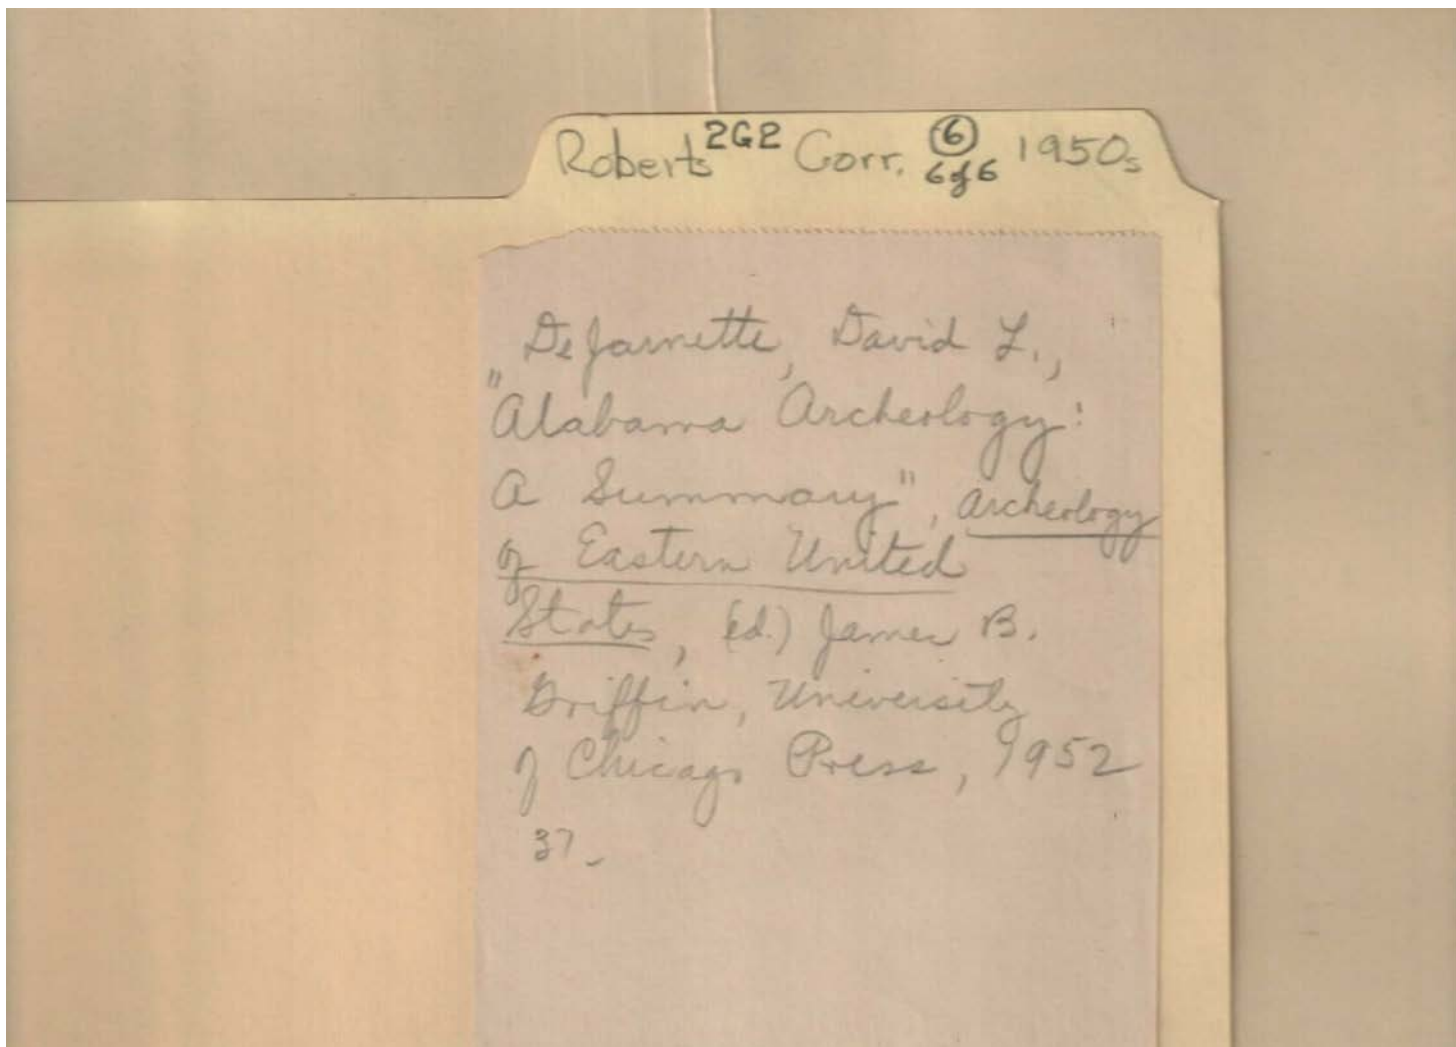 Roberts 2G2 Corr. 6 1950s
6 of 6
DeJarnette, David L.,
"Alabama Archeology:
A Summary", Archeology
of Eastern United
States, (ed.) James B.
Griffin, University
of Chicago Press, 1952
37-